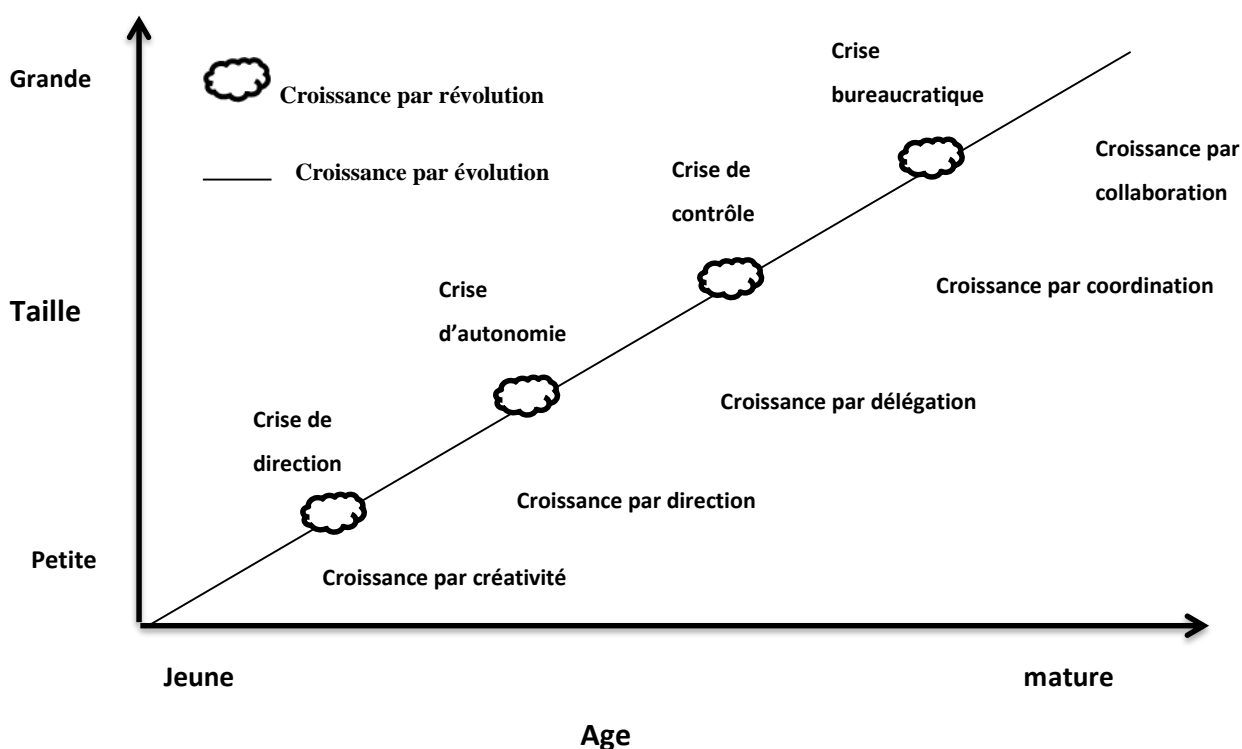 Crise
bureaucratique
Grande
Croissance par révolution
Croissance par évolution
Crise de
contrôle
Croissance par
collaboration
Crise
d’autonomie
Croissance par coordination
Taille
Crise de
direction
Croissance par délégation
Croissance par direction
Petite
Croissance par créativité
Jeune
mature
Age